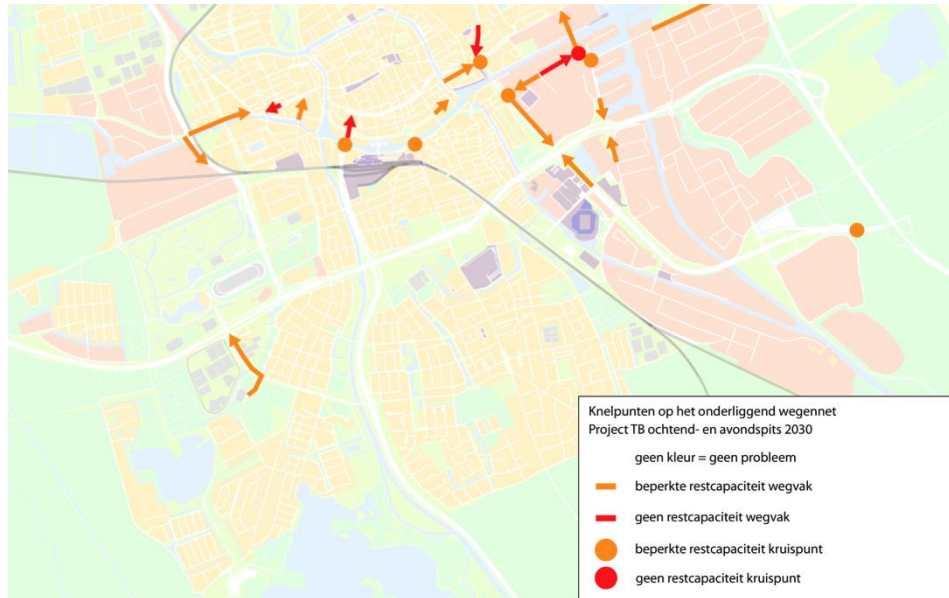 Knelpunten op het onderliggend wegennet
Project TB ochtend- en avondspits 2030
geen kleur = geen probleem
beperkte restcapaciteit wegvak
geen restcapaciteit wegvak
beperkte restcapaciteit kruispunt
geen restcapaciteit kruispunt